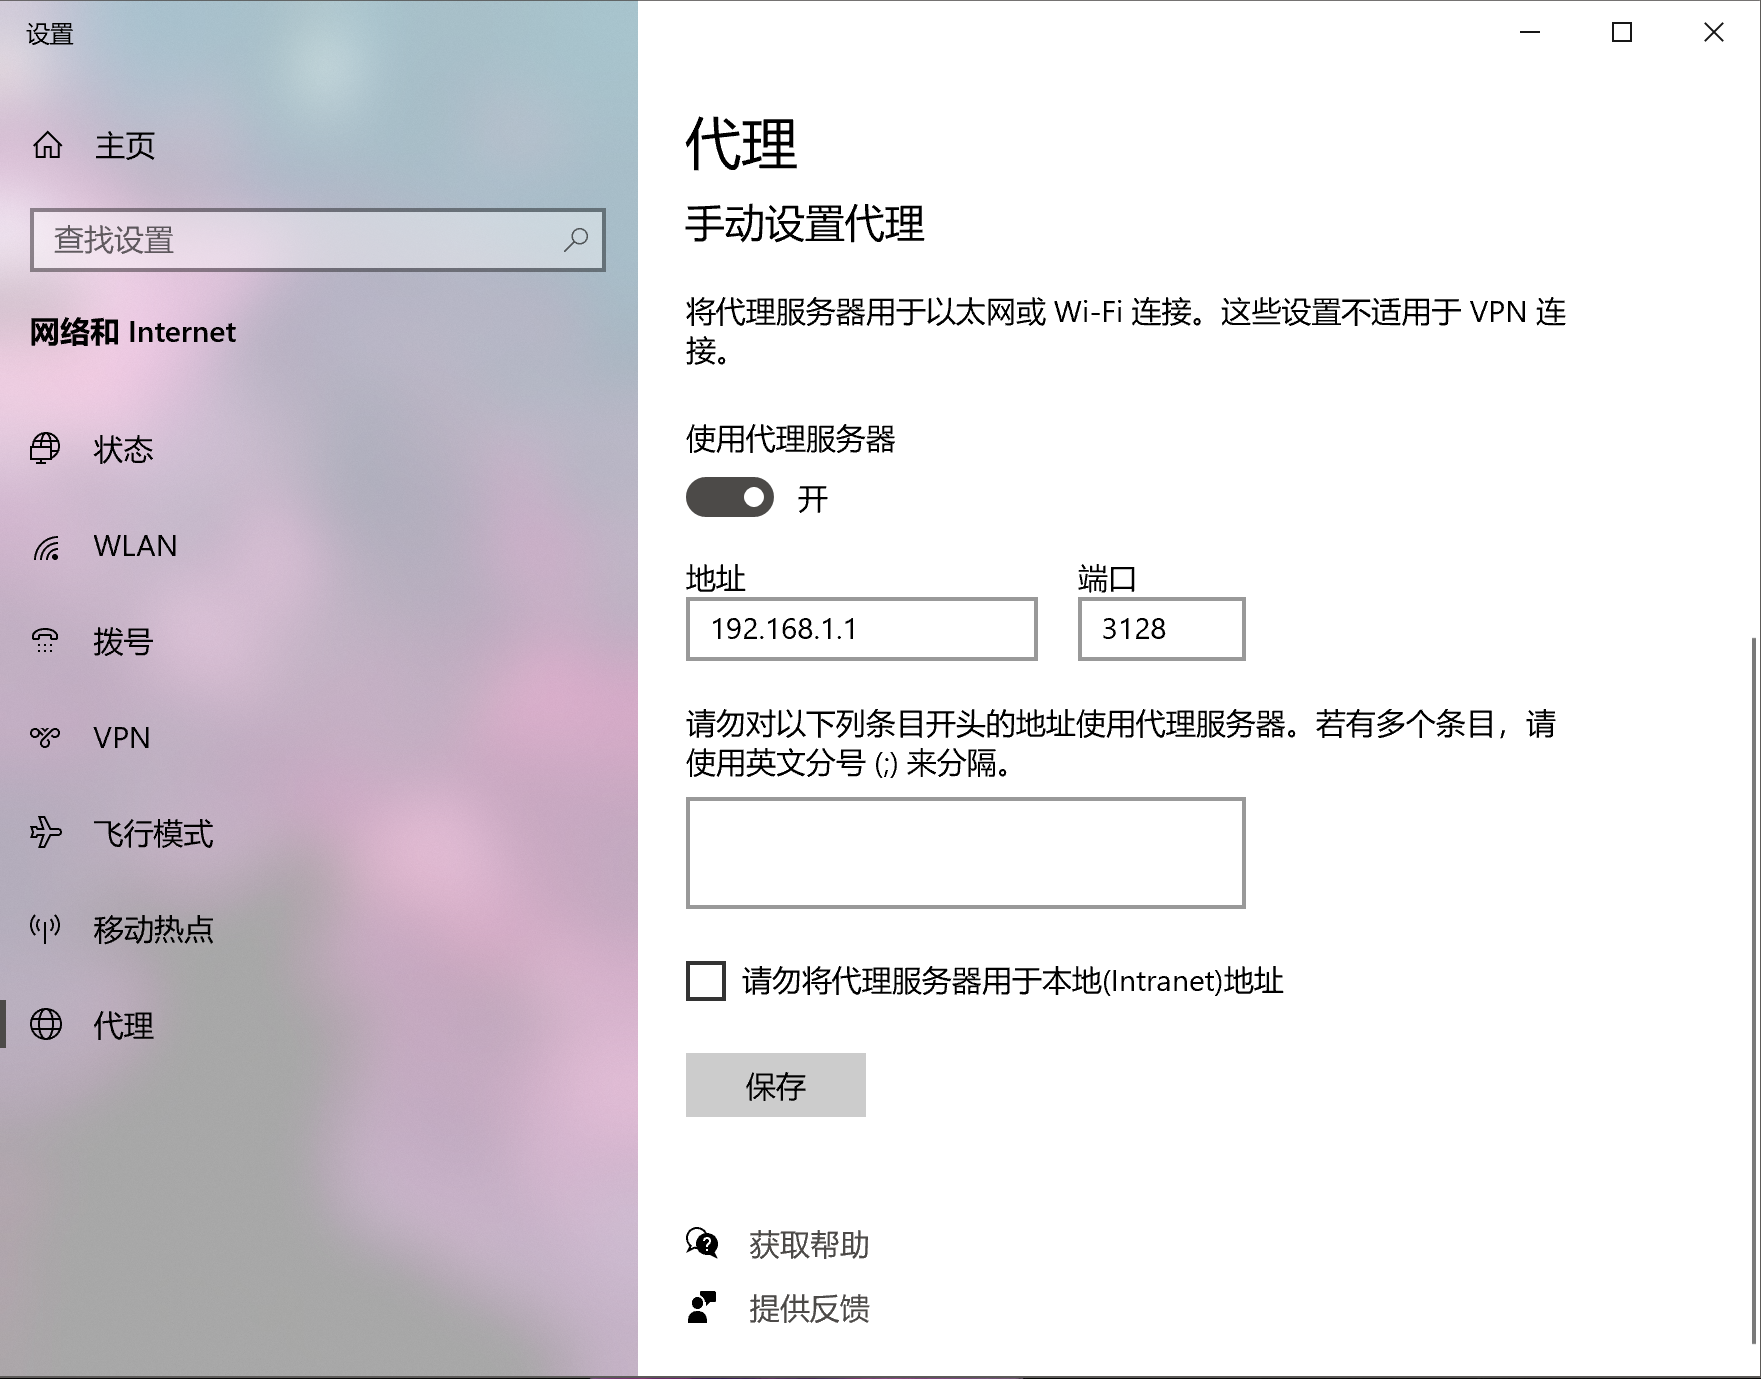 设置
主页
查找设置
网络和 Internet
状态
WLAN
拨号
VPN
飞行模式
移动热点
代理
代理
手动设置代理
将代理服务器用于以太网或 Wi-Fi 连接。这些设置不适用于 VPN 连
接。
使用代理服务器
开
地址 端口
192.168.1.1 3128
请勿对以下列条目开头的地址使用代理服务器。若有多个条目，请
使用英文分号 (;) 来分隔。
请勿将代理服务器用于本地(Intranet)地址
保存
获取帮助
提供反馈